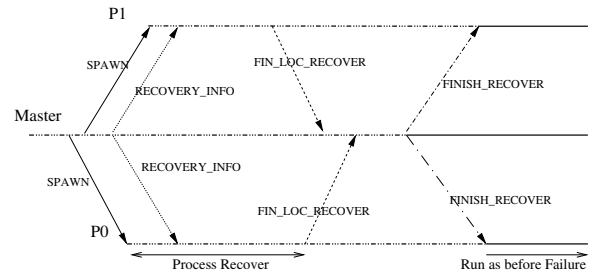 P1
SPAWN
FIN_LOC_RECOVER
FINISH_RECOVER
RECOVERY_INFO
Master
RECOVERY_INFO
SPAWN
FINISH_RECOVER
FIN_LOC_RECOVER
P0
Process Recover
Run as before Failure